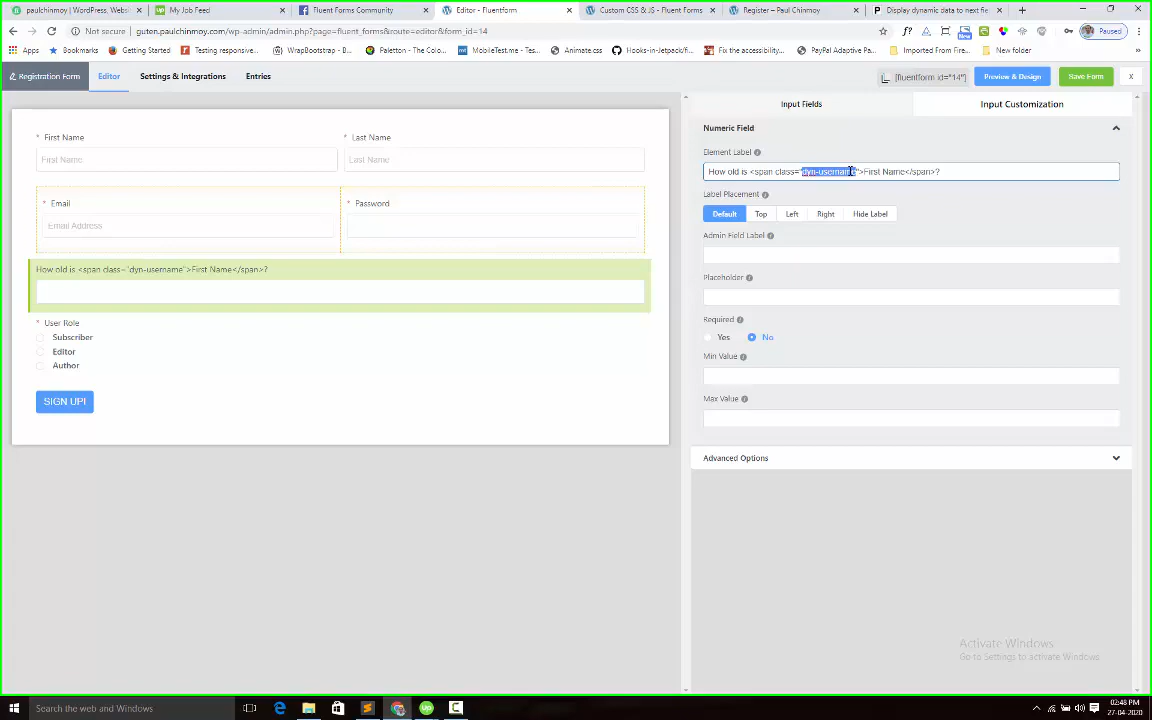 paulchinmoy | WordPress, Websi
My Job Feed
Fluent Forms Community
Editor - Fluentform
Custom CSS & JS - Fluent Forms
Register – Paul Chinmoy
Display dynamic data to next fie
Not secure
guten.paulchinmoy.com/wp-admin/admin.php?page=fluent_forms&route=editor&form_id=14
Paused
Apps
Bookmarks
Getting Started
Testing responsive...
WrapBootstrap - B...
Paletton - The Colo...
MobileTest.me - Tes...
Animate.css
Hooks-in-Jetpack/fi...
Fix the accessibility...
PayPal Adaptive Pa...
Imported From Fire...
New folder
Registration Form
Editor
Settings & Integrations
Entries
[fluentform id="14"]
Preview & Design
Save Form
X
Input Fields
Input Customization
* First Name
* Last Name
First Name
Last Name
* Email
* Password
Email Address
How old is <span class="dyn-username">First Name</span>?
* User Role
Subscriber
Editor
Author
SIGN UP!
Numeric Field
Element Label
How old is <span class="dyn-username">First Name</span>?
Label Placement
Default
Top
Left
Right
Hide Label
Admin Field Label
Placeholder
Required
Yes
No
Min Value
Max Value
Advanced Options
Activate Windows
Go to Settings to activate Windows.
Search the web and Windows
02:48 PM
27-04-2020